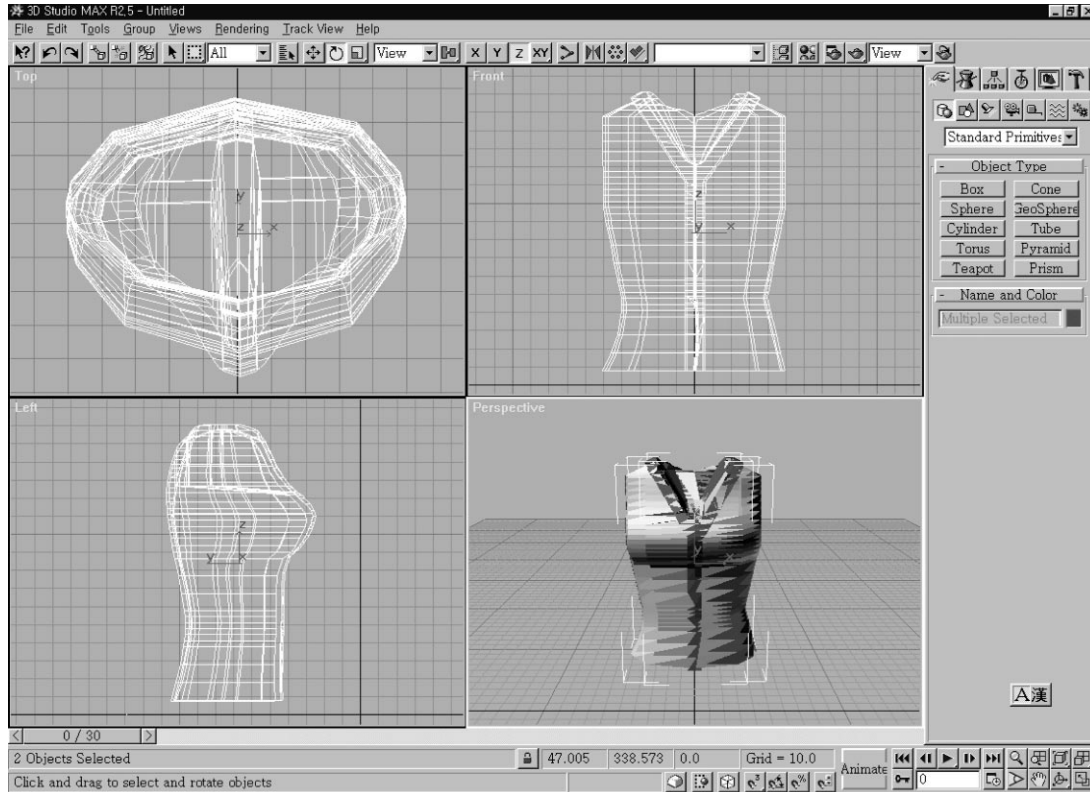 3D Studio MAX R2,5 - Untitled
File Edit Tools Group Views Rendering Track View Help
All View X Y Z XY View
Top
Front
Left
Perspective
y
z x
z
y x
z
y x
y x
Standard Primitives
- Object Type
Box Cone
Sphere GeoSphere
Cylinder Tube
Torus Pyramid
Teapot Prism
- Name and Color
Multiple Selected
A漢
< 0 / 30 >
2 Objects Selected 47.005 338.573 0.0 Grid = 10.0
Animate
Click and drag to select and rotate objects
0